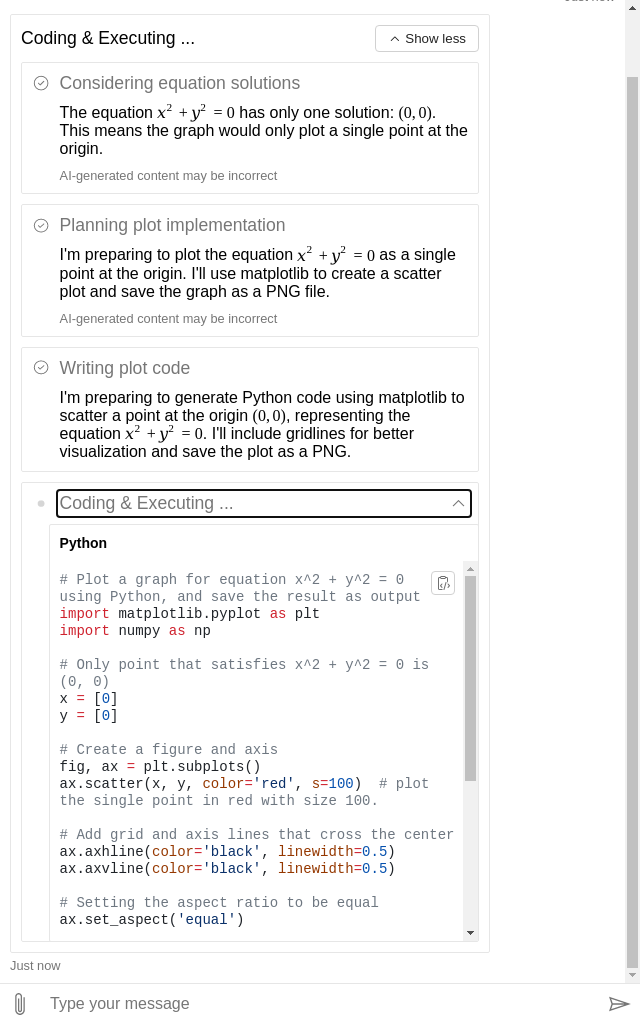 Just now
Coding & Executing ...
Show less
Considering equation solutions
The equation x² + y² = 0 has only one solution: (0, 0).
This means the graph would only plot a single point at the
origin.
AI-generated content may be incorrect
Planning plot implementation
I'm preparing to plot the equation x² + y² = 0 as a single
point at the origin. I'll use matplotlib to create a scatter
plot and save the graph as a PNG file.
AI-generated content may be incorrect
Writing plot code
I'm preparing to generate Python code using matplotlib to
scatter a point at the origin (0, 0), representing the
equation x² + y² = 0. I'll include gridlines for better
visualization and save the plot as a PNG.
Coding & Executing ...
Python
# Plot a graph for equation x^2 + y^2 = 0
using Python, and save the result as output
import matplotlib.pyplot as plt
import numpy as np
# Only point that satisfies x^2 + y^2 = 0 is
(0, 0)
x = [0]
y = [0]
# Create a figure and axis
fig, ax = plt.subplots()
ax.scatter(x, y, color='red', s=100)  # plot
the single point in red with size 100.
# Add grid and axis lines that cross the center
ax.axhline(color='black', linewidth=0.5)
ax.axvline(color='black', linewidth=0.5)
# Setting the aspect ratio to be equal
ax.set_aspect('equal')
Just now
Type your message